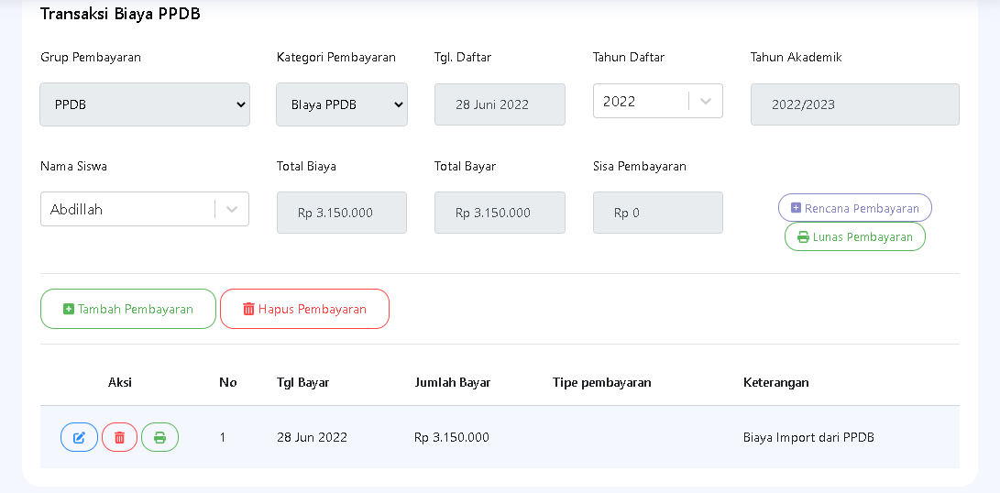 Transaksi Biaya PPDB
Grup Pembayaran Kategori Pembayaran Tgl. Daftar Tahun Daftar Tahun Akademik
PPDB BIaya PPDB 28 Juni 2022 2022 2022/2023
Nama Siswa Total Biaya Total Bayar Sisa Pembayaran
Abdillah Rp 3.150.000 Rp 3.150.000 Rp 0 Rencana Pembayaran
Lunas Pembayaran
Tambah Pembayaran Hapus Pembayaran
Aksi No Tgl Bayar Jumlah Bayar Tipe pembayaran Keterangan
1 28 Jun 2022 Rp 3.150.000 Biaya Import dari PPDB